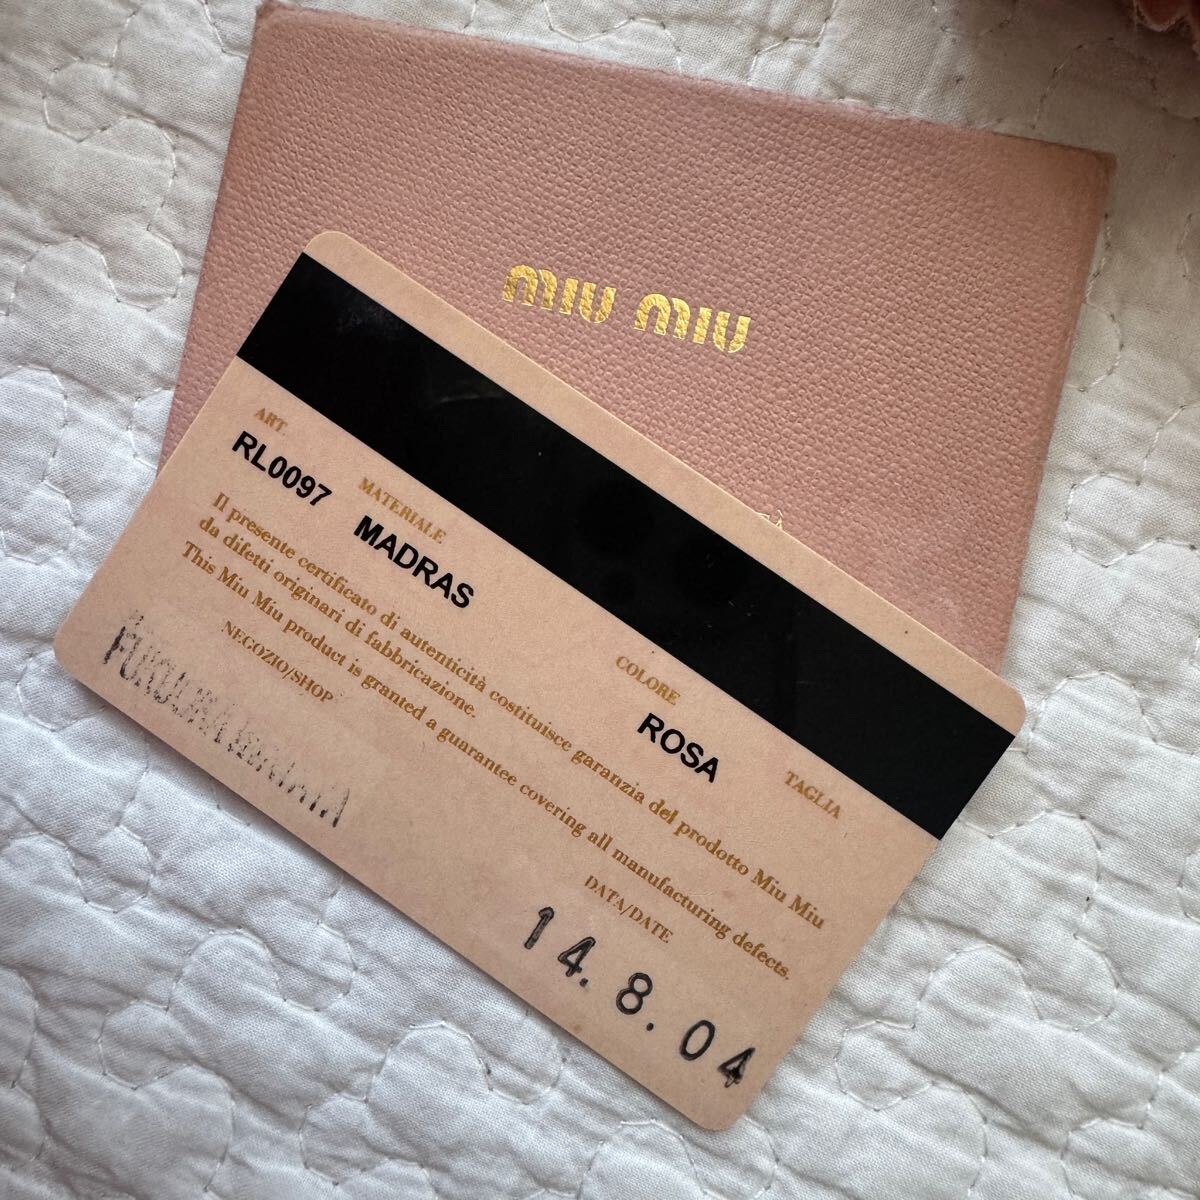 miu miu
ART.
RL0097
MATERIALE
MADRAS
COLORE
ROSA
TAGLIA
Il presente certificato di autenticità costituisce garanzia del prodotto Miu Miu
da difetti originari di fabbricazione.
This Miu Miu product is granted a guarantee covering all manufacturing defects.
NEGOZIO/SHOP
DATA/DATE
14.8.04